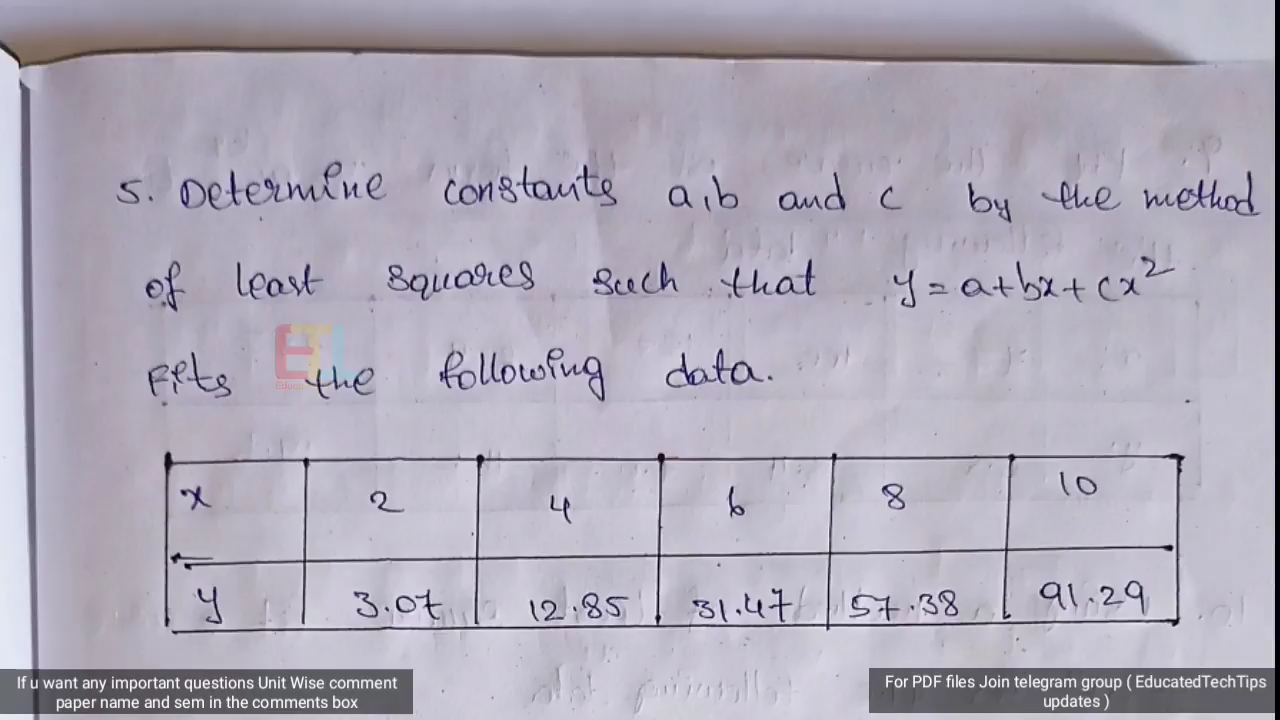 5. Determine constants a,b and c by the method
of least squares such that y = a+bx+cx²
Fits the following data.
x 2 4 6 8 10
y 3.07 12.85 31.47 57.38 91.29
If u want any important questions Unit Wise comment
paper name and sem in the comments box
For PDF files Join telegram group ( EducatedTechTips
updates )